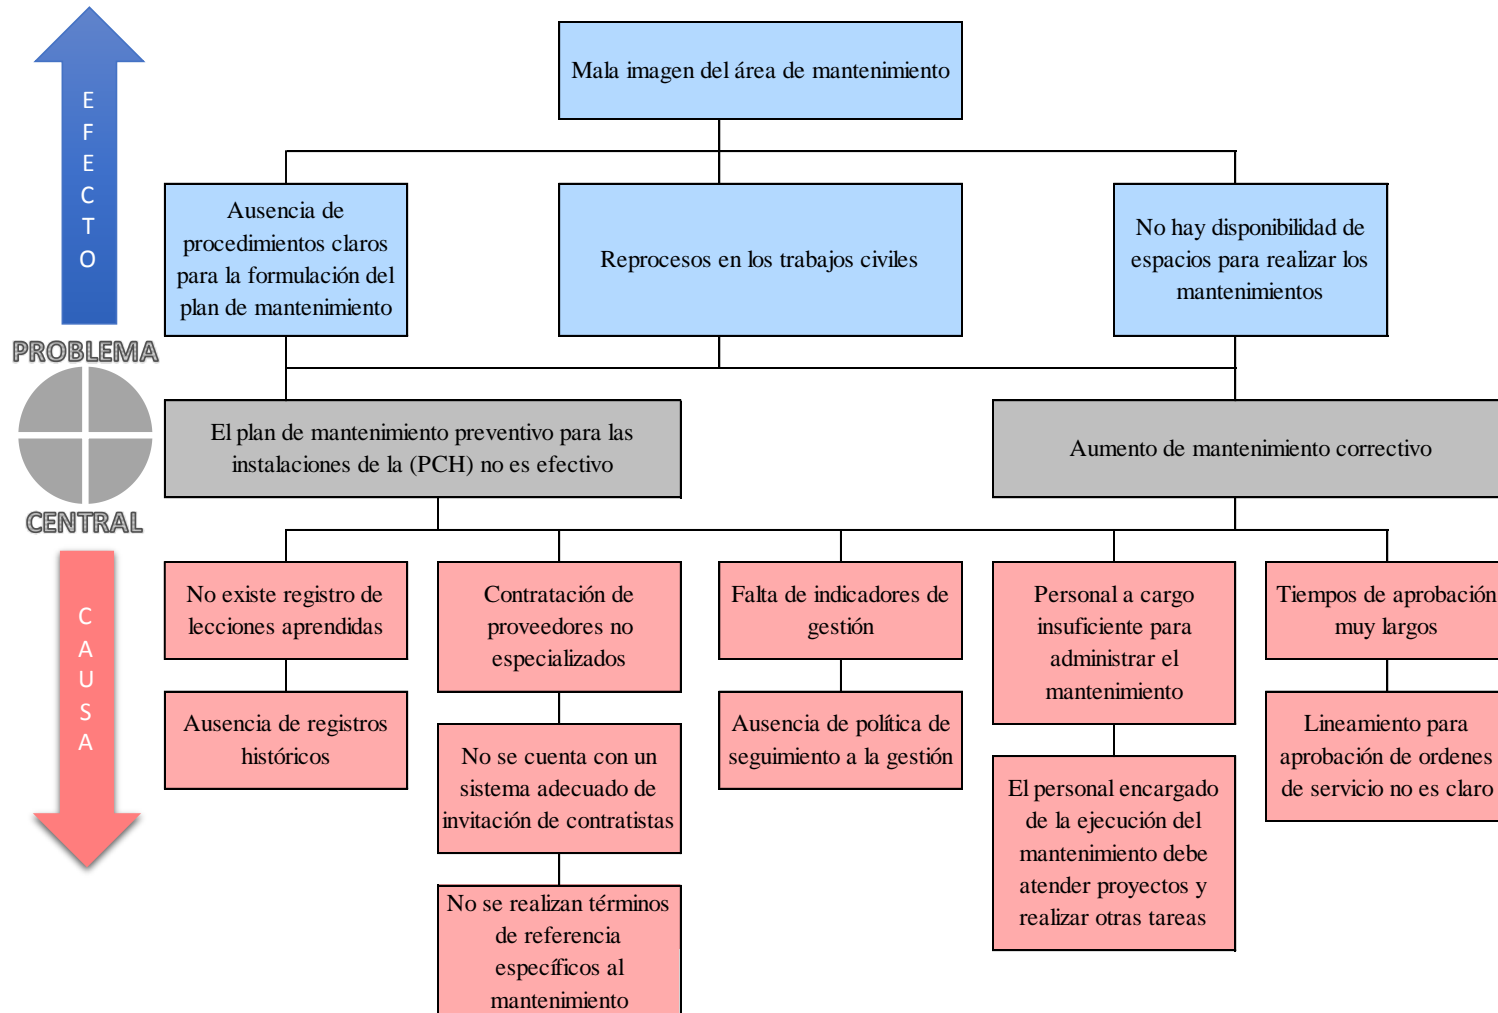 EFECTO
Mala imagen del área de mantenimiento
Ausencia de
procedimientos claros
para la formulación del
plan de mantenimiento
Reprocesos en los trabajos civiles
No hay disponibilidad de
espacios para realizar los
mantenimientos
PROBLEMA
CENTRAL
El plan de mantenimiento preventivo para las
instalaciones de la (PCH) no es efectivo
Aumento de mantenimiento correctivo
CAUSA
No existe registro de
lecciones aprendidas
Contratación de
proveedores no
especializados
Falta de indicadores de
gestión
Personal a cargo
insuficiente para
administrar el
mantenimiento
Tiempos de aprobación
muy largos
Ausencia de registros
históricos
No se cuenta con un
sistema adecuado de
invitación de contratistas
Ausencia de política de
seguimiento a la gestión
El personal encargado
de la ejecución del
mantenimiento debe
atender proyectos y
realizar otras tareas
Lineamiento para
aprobación de ordenes
de servicio no es claro
No se realizan términos
de referencia
específicos al
mantenimiento